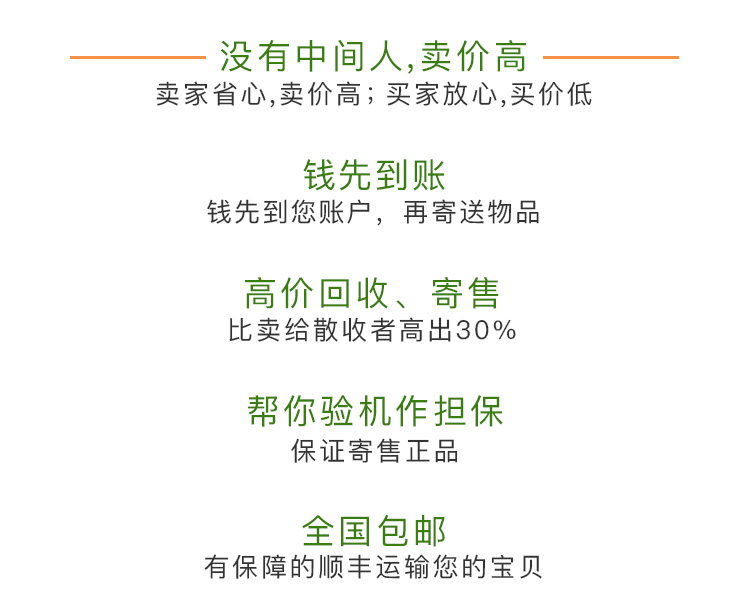 没有中间人,卖价高
卖家省心,卖价高；买家放心,买价低
钱先到账
钱先到您账户，再寄送物品
高价回收、寄售
比卖给散收者高出30%
帮你验机作担保
保证寄售正品
全国包邮
有保障的顺丰运输您的宝贝